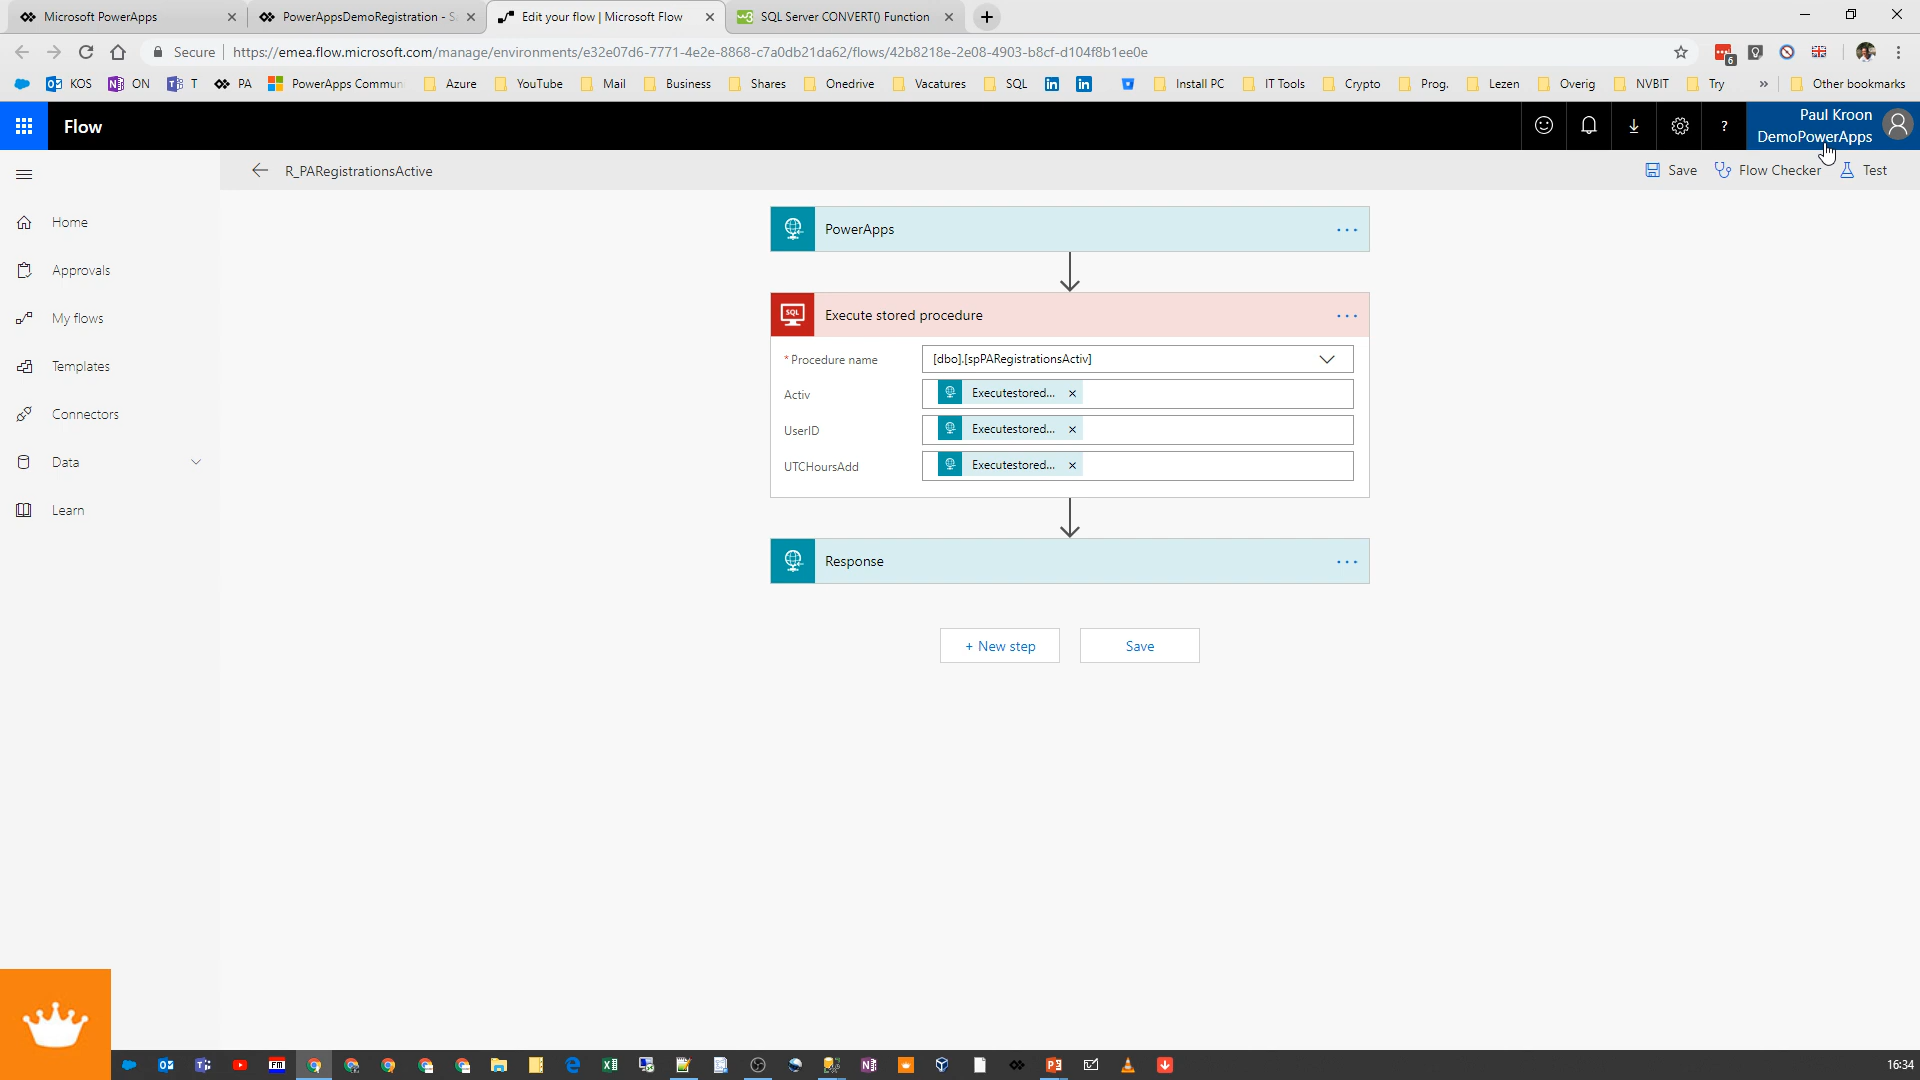 Microsoft PowerApps
PowerAppsDemoRegistration - S
Edit your flow | Microsoft Flow
SQL Server CONVERT() Function
Secure
https://emea.flow.microsoft.com/manage/environments/e32e07d6-7771-4e2e-8868-c7a0db21da62/flows/42b8218e-2e08-4903-b8cf-d104f8b1ee0e
6
KOS
ON
T
PA
PowerApps Commun
Azure
YouTube
Mail
Business
Shares
Onedrive
Vacatures
SQL
Install PC
IT Tools
Crypto
Prog.
Lezen
Overig
NVBIT
Try
»
Other bookmarks
Flow
?
Paul Kroon
DemoPowerApps
R_PARegistrationsActive
Save
Flow Checker
Test
Home
Approvals
My flows
Templates
Connectors
Data
Learn
PowerApps
...
SQL
Execute stored procedure
...
* Procedure name
[dbo].[spPARegistrationsActiv]
Activ
Executestored... ×
UserID
Executestored... ×
UTCHoursAdd
Executestored... ×
Response
...
+ New step
Save
FM
16:34